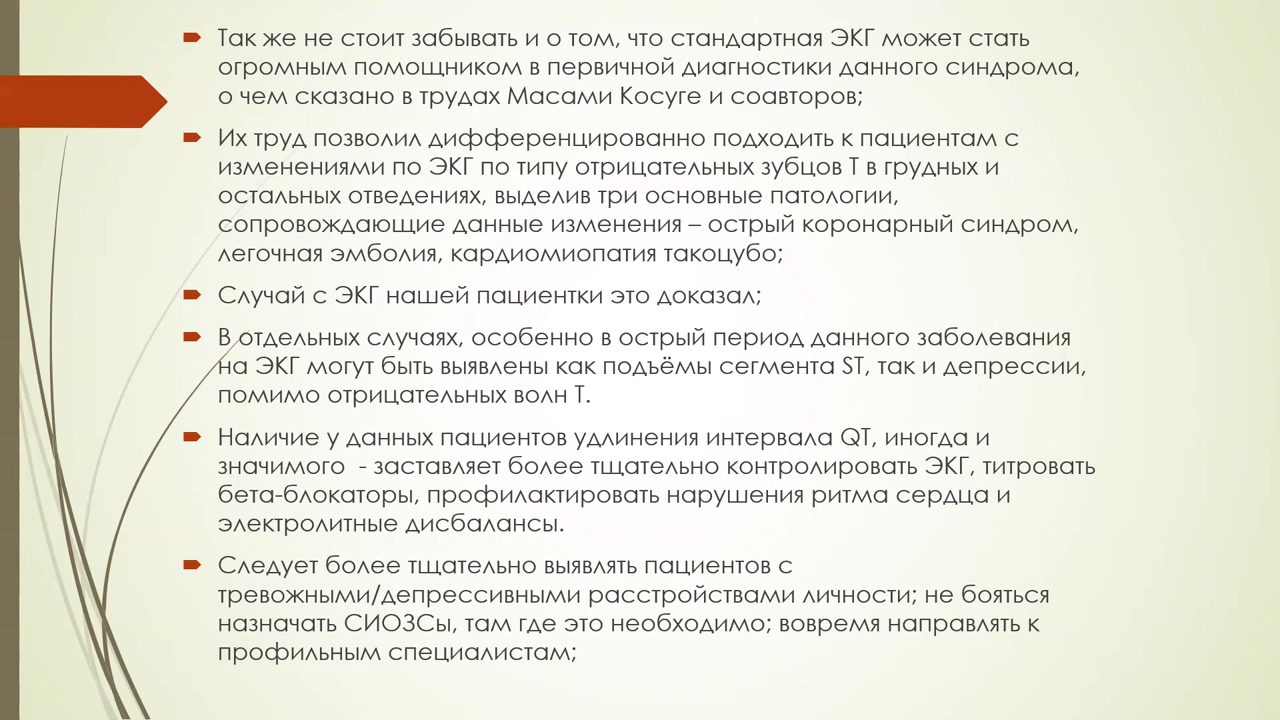 Так же не стоит забывать и о том, что стандартная ЭКГ может стать
огромным помощником в первичной диагностики данного синдрома,
о чем сказано в трудах Масами Косуге и соавторов;
Их труд позволил дифференцированно подходить к пациентам с
изменениями по ЭКГ по типу отрицательных зубцов Т в грудных и
остальных отведениях, выделив три основные патологии,
сопровождающие данные изменения – острый коронарный синдром,
легочная эмболия, кардиомиопатия такоцубо;
Случай с ЭКГ нашей пациентки это доказал;
В отдельных случаях, особенно в острый период данного заболевания
на ЭКГ могут быть выявлены как подъёмы сегмента ST, так и депрессии,
помимо отрицательных волн Т.
Наличие у данных пациентов удлинения интервала QT, иногда и
значимого  - заставляет более тщательно контролировать ЭКГ, титровать
бета-блокаторы, профилактировать нарушения ритма сердца и
электролитные дисбалансы.
Следует более тщательно выявлять пациентов с
тревожными/депрессивными расстройствами личности; не бояться
назначать СИОЗСы, там где это необходимо; вовремя направлять к
профильным специалистам;